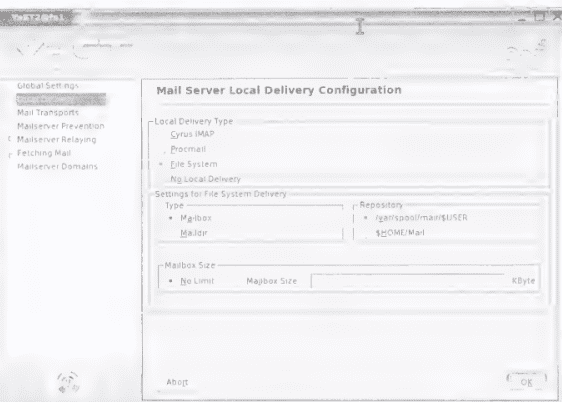 YaST2@fs1
Global Settings
Mail Transports
Mailserver Prevention
Mailserver Relaying
Fetching Mail
Mailserver Domains
Mail Server Local Delivery Configuration
Local Delivery Type
Cyrus IMAP
Procmail
File System
No Local Delivery
Settings for File System Delivery
Type
Mailbox
Maildir
Repository
/var/spool/mail/$USER
$HOME/Mail
Mailbox Size
No Limit
Mailbox Size
KByte
Abort
OK